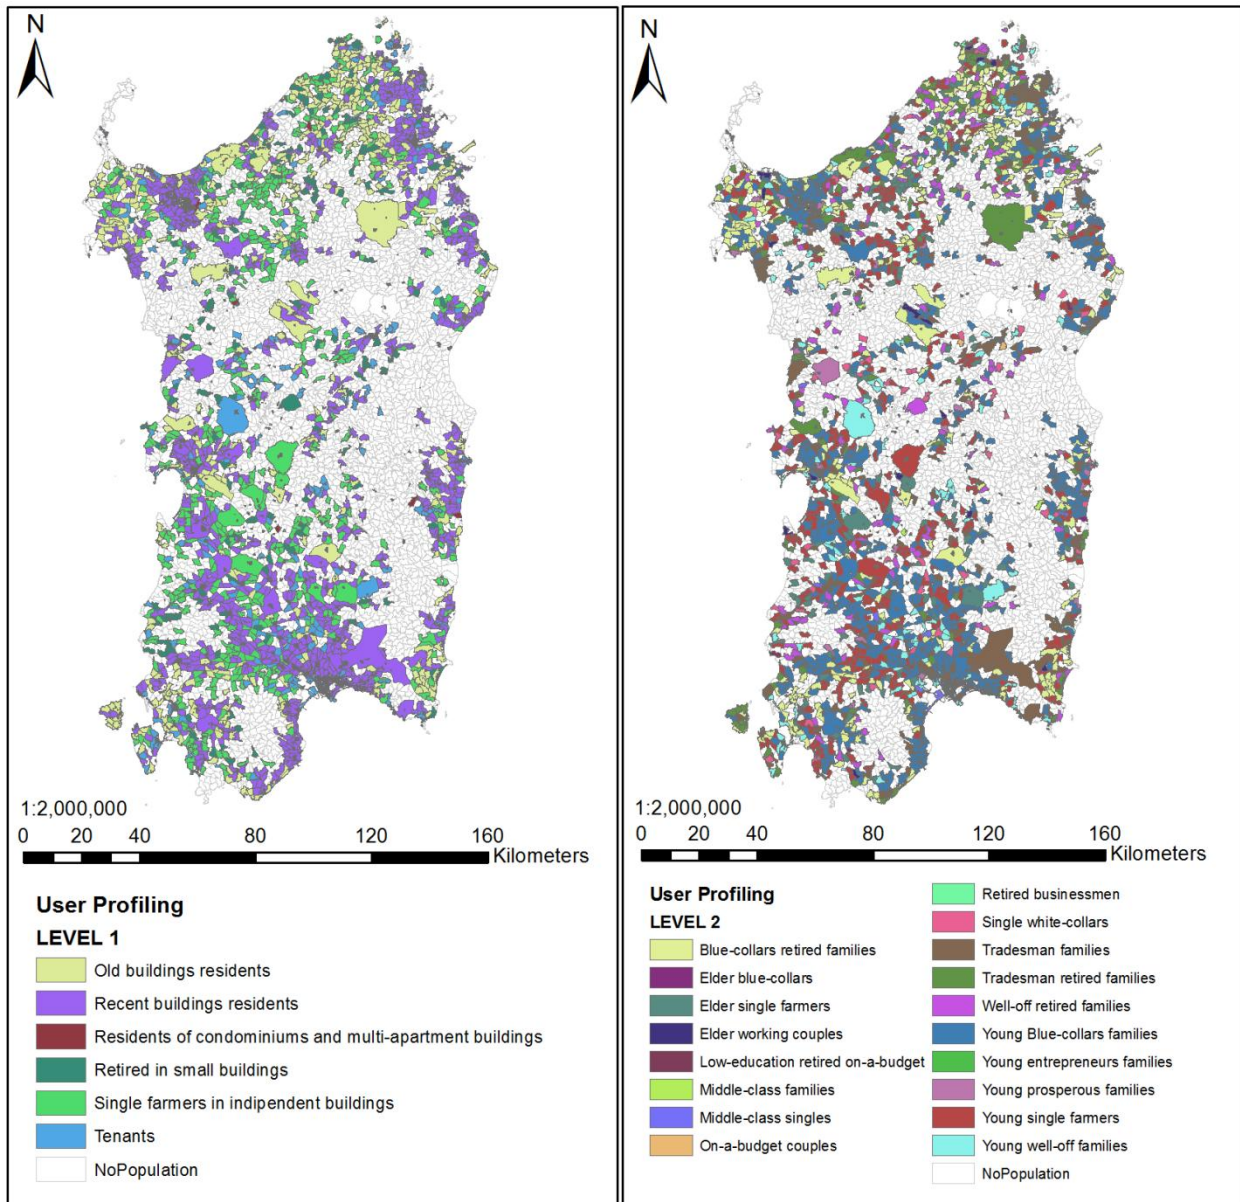 N
1:2,000,000
0 20 40 80 120 160
Kilometers
User Profiling
LEVEL 1
Old buildings residents
Recent buildings residents
Residents of condominiums and multi-apartment buildings
Retired in small buildings
Single farmers in indipendent buildings
Tenants
NoPopulation
N
1:2,000,000
0 20 40 80 120 160
Kilometers
User Profiling
LEVEL 2
Blue-collars retired families
Elder blue-collars
Elder single farmers
Elder working couples
Low-education retired on-a-budget
Middle-class families
Middle-class singles
On-a-budget couples
Retired businessmen
Single white-collars
Tradesman families
Tradesman retired families
Well-off retired families
Young Blue-collars families
Young entrepreneurs families
Young prosperous families
Young single farmers
Young well-off families
NoPopulation